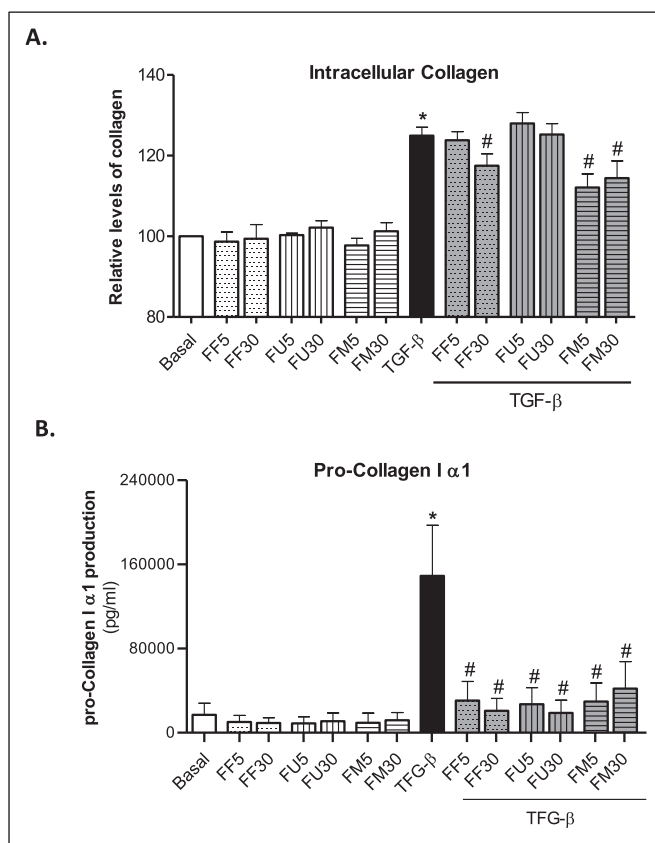 A.
Intracellular Collagen
Relative levels of collagen
140
120
100
80
*
#
#
#
Basal
FF5
FF30
FU5
FU30
FM5
FM30
TGF-β
FF5
FF30
FU5
FU30
FM5
FM30
TGF-β
B.
Pro-Collagen I α1
pro-Collagen I α1 production
(pg/ml)
240000
160000
80000
0
*
#
#
#
#
#
#
Basal
FF5
FF30
FU5
FU30
FM5
FM30
TFG-β
FF5
FF30
FU5
FU30
FM5
FM30
TFG-β